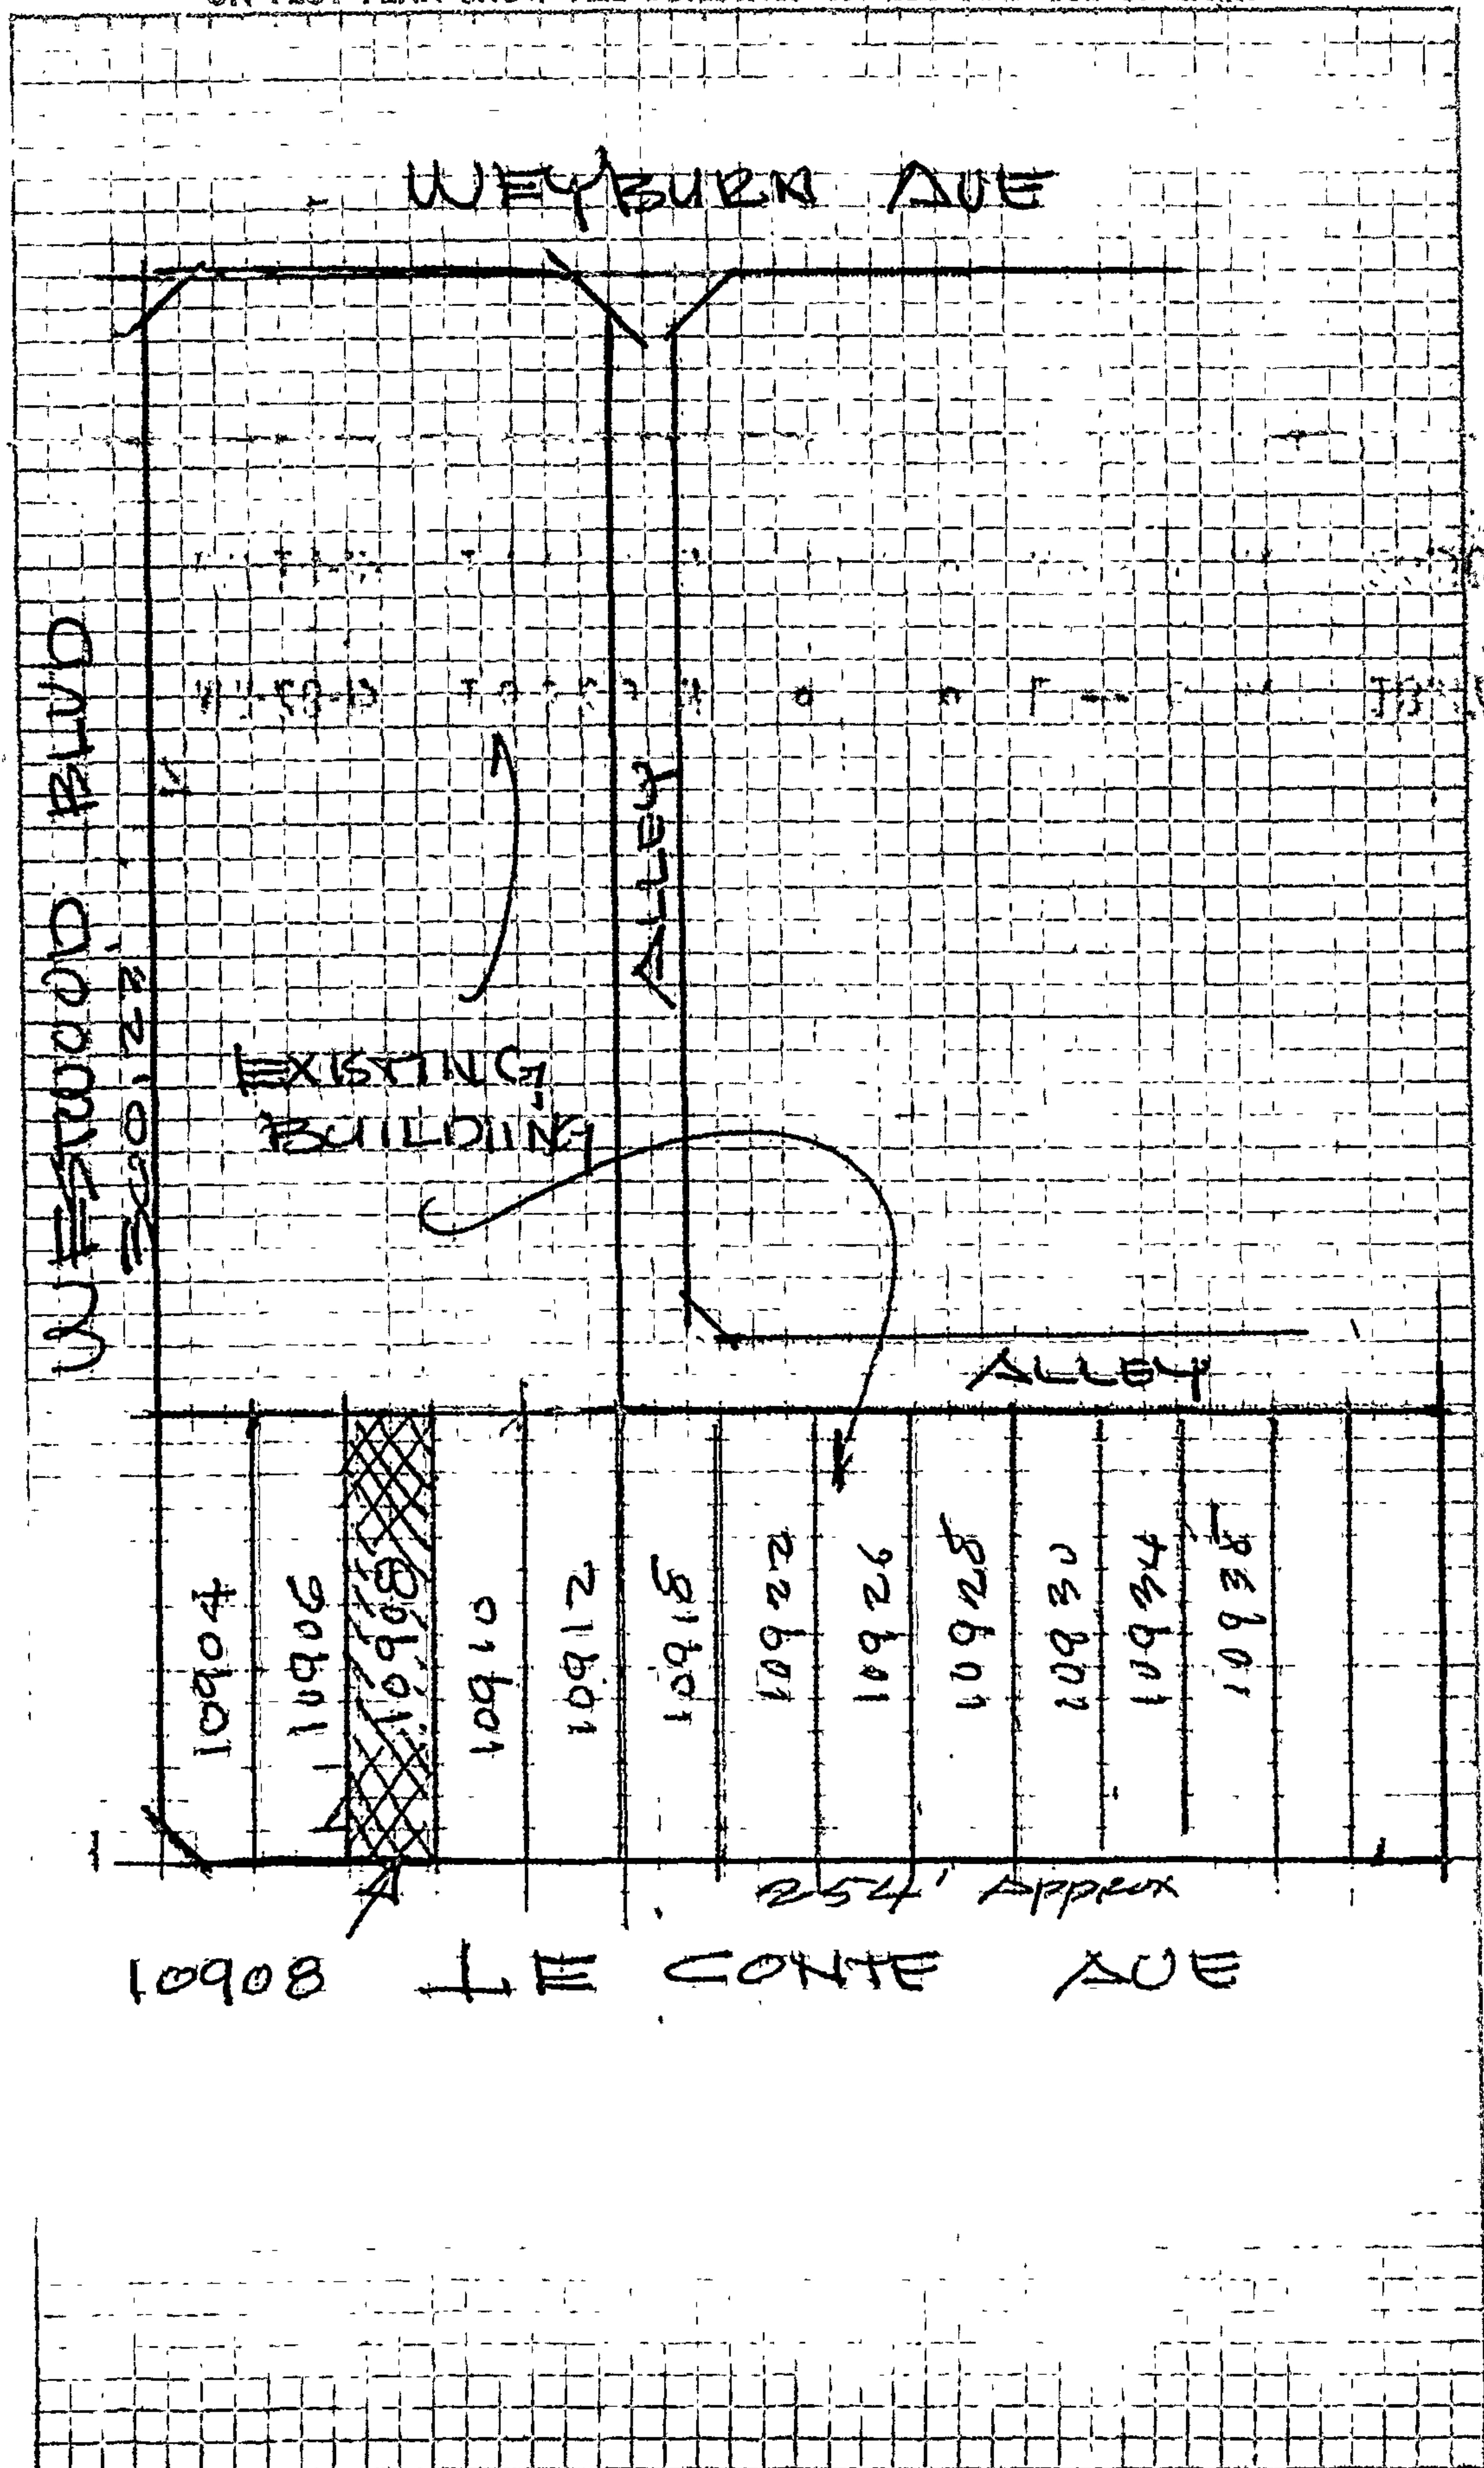 WEYBURN AVE
WESTWOOD BLVD
ALLEY
EXISTING
BUILDING
ALLEY
10904
10906
10908
10910
10912
10918
10922
10926
10928
10930
10934
10938
254' Approx
10908 LE CONTE AVE